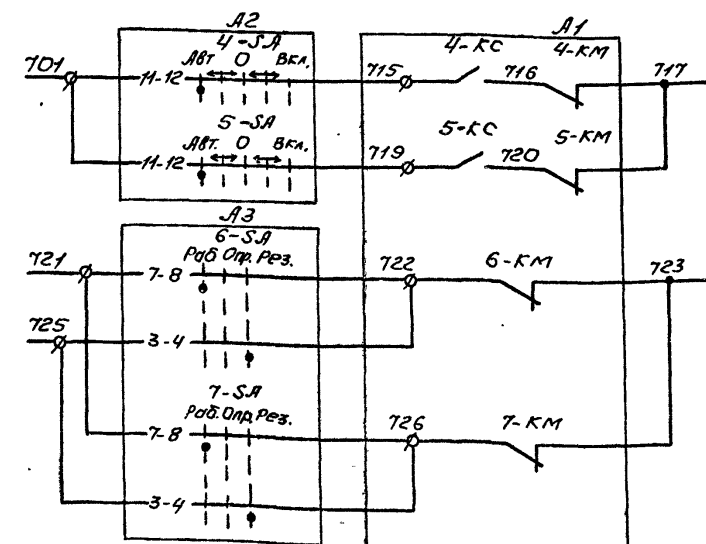 А2 А1
4-SA 4-КС 4-КМ
701 Авт О Вкл. 715 716 717
11-12
5-SA 5-КС 5-КМ
Авт. О Вкл. 719 720
11-12
А3
6-SA
721 Раб. Опр. Рез. 722 6-КМ 723
7-8
725
3-4
7-SA
Раб. Опр. Рез. 726 7-КМ
7-8
3-4